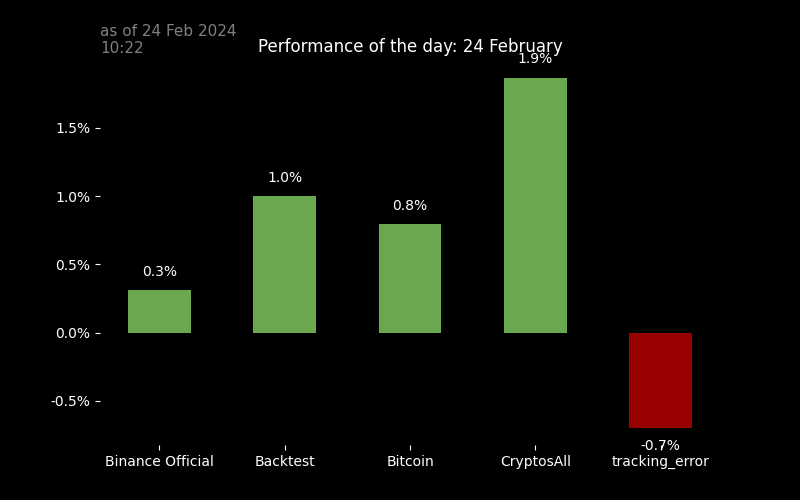 as of 24 Feb 2024
10:22
Performance of the day: 24 February
1.9%
1.5%
1.0%
1.0%
0.8%
0.5%
0.3%
0.0%
-0.5%
-0.7%
Binance Official
Backtest
Bitcoin
CryptosAll
tracking_error